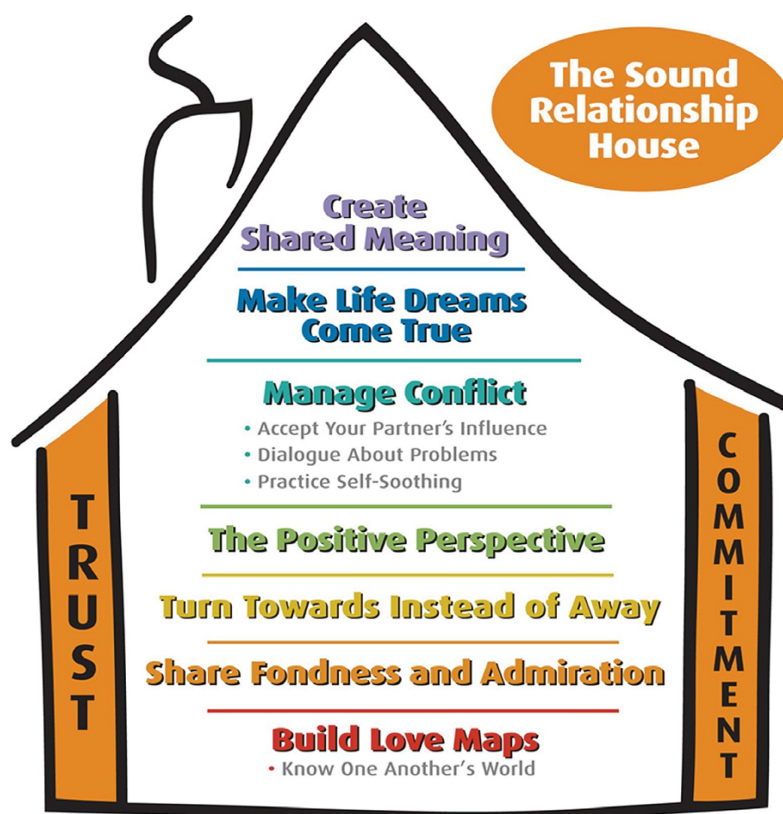 The Sound
Relationship
House
Create
Shared Meaning
Make Life Dreams
Come True
Manage Conflict
• Accept Your Partner's Influence
• Dialogue About Problems
• Practice Self-Soothing
The Positive Perspective
Turn Towards Instead of Away
Share Fondness and Admiration
Build Love Maps
• Know One Another's World
TRUST
COMMITMENT